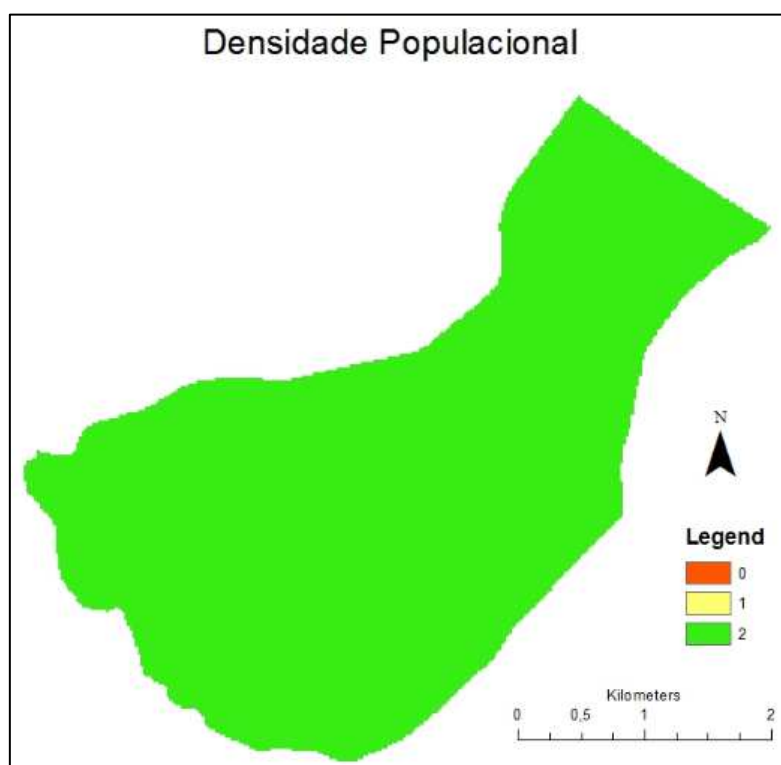 Densidade Populacional
N
Legend
0
1
2
Kilometers
0 0,5 1 2